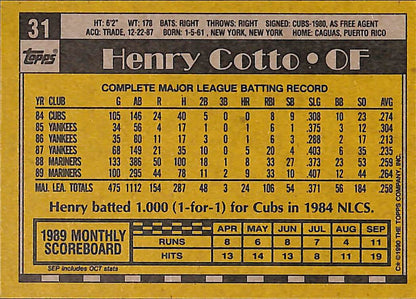 31
HT: 6'2" WT: 178 BATS: RIGHT THROWS: RIGHT SIGNED: CUBS-1980, AS FREE AGENT
ACQ: TRADE, 12-22-87 BORN: 1-5-61, NEW YORK, NEW YORK HOME: CAGUAS, PUERTO RICO
Topps Henry Cotto • OF
COMPLETE MAJOR LEAGUE BATTING RECORD
YR CLUB G AB R H 2B 3B HR RBI SB SLG BB SO AVG
84 CUBS 105 146 24 40 5 0 0 8 9 .308 10 23 .274
85 YANKEES 34 56 4 17 1 0 1 6 1 .375 3 12 .304
86 YANKEES 35 80 11 17 3 0 1 6 3 .288 2 17 .213
87 YANKEES 68 149 21 35 10 0 5 20 4 .403 6 35 .235
88 MARINERS 133 386 50 100 18 1 8 33 27 .373 23 53 .259
89 MARINERS 100 295 44 78 11 2 9 33 10 .407 12 44 .264
MAJ. LEA. TOTALS 475 1112 154 287 48 3 24 106 54 .371 56 184 .258
Henry batted 1.000 (1-for-1) for Cubs in 1984 NLCS.
1989 MONTHLY SCOREBOARD
APR MAY JUN JUL AUG SEP
RUNS 8 6 7 6 6 11
HITS 13 14 13 8 11 19
SEP includes OCT stats
C* © 1990 THE TOPPS COMPANY, INC.